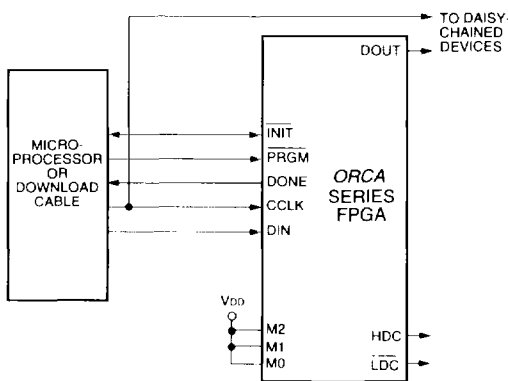 TO DAISY-
CHAINED
DEVICES
DOUT
MICRO-
PROCESSOR
OR
DOWNLOAD
CABLE
INIT
PRGM
DONE
CCLK
DIN
ORCA
SERIES
FPGA
VDD
M2
M1
M0
HDC
LDC